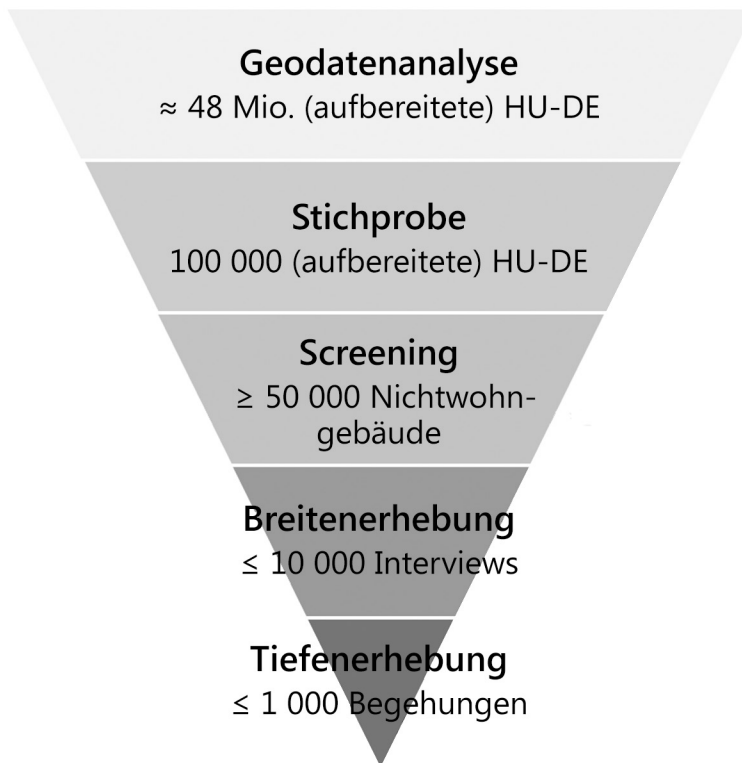 Geodatenanalyse
≈ 48 Mio. (aufbereitete) HU-DE
Stichprobe
100 000 (aufbereitete) HU-DE
Screening
≥ 50 000 Nichtwohn-
gebäude
Breitenerhebung
≤ 10 000 Interviews
Tiefenerhebung
≤ 1 000 Begehungen